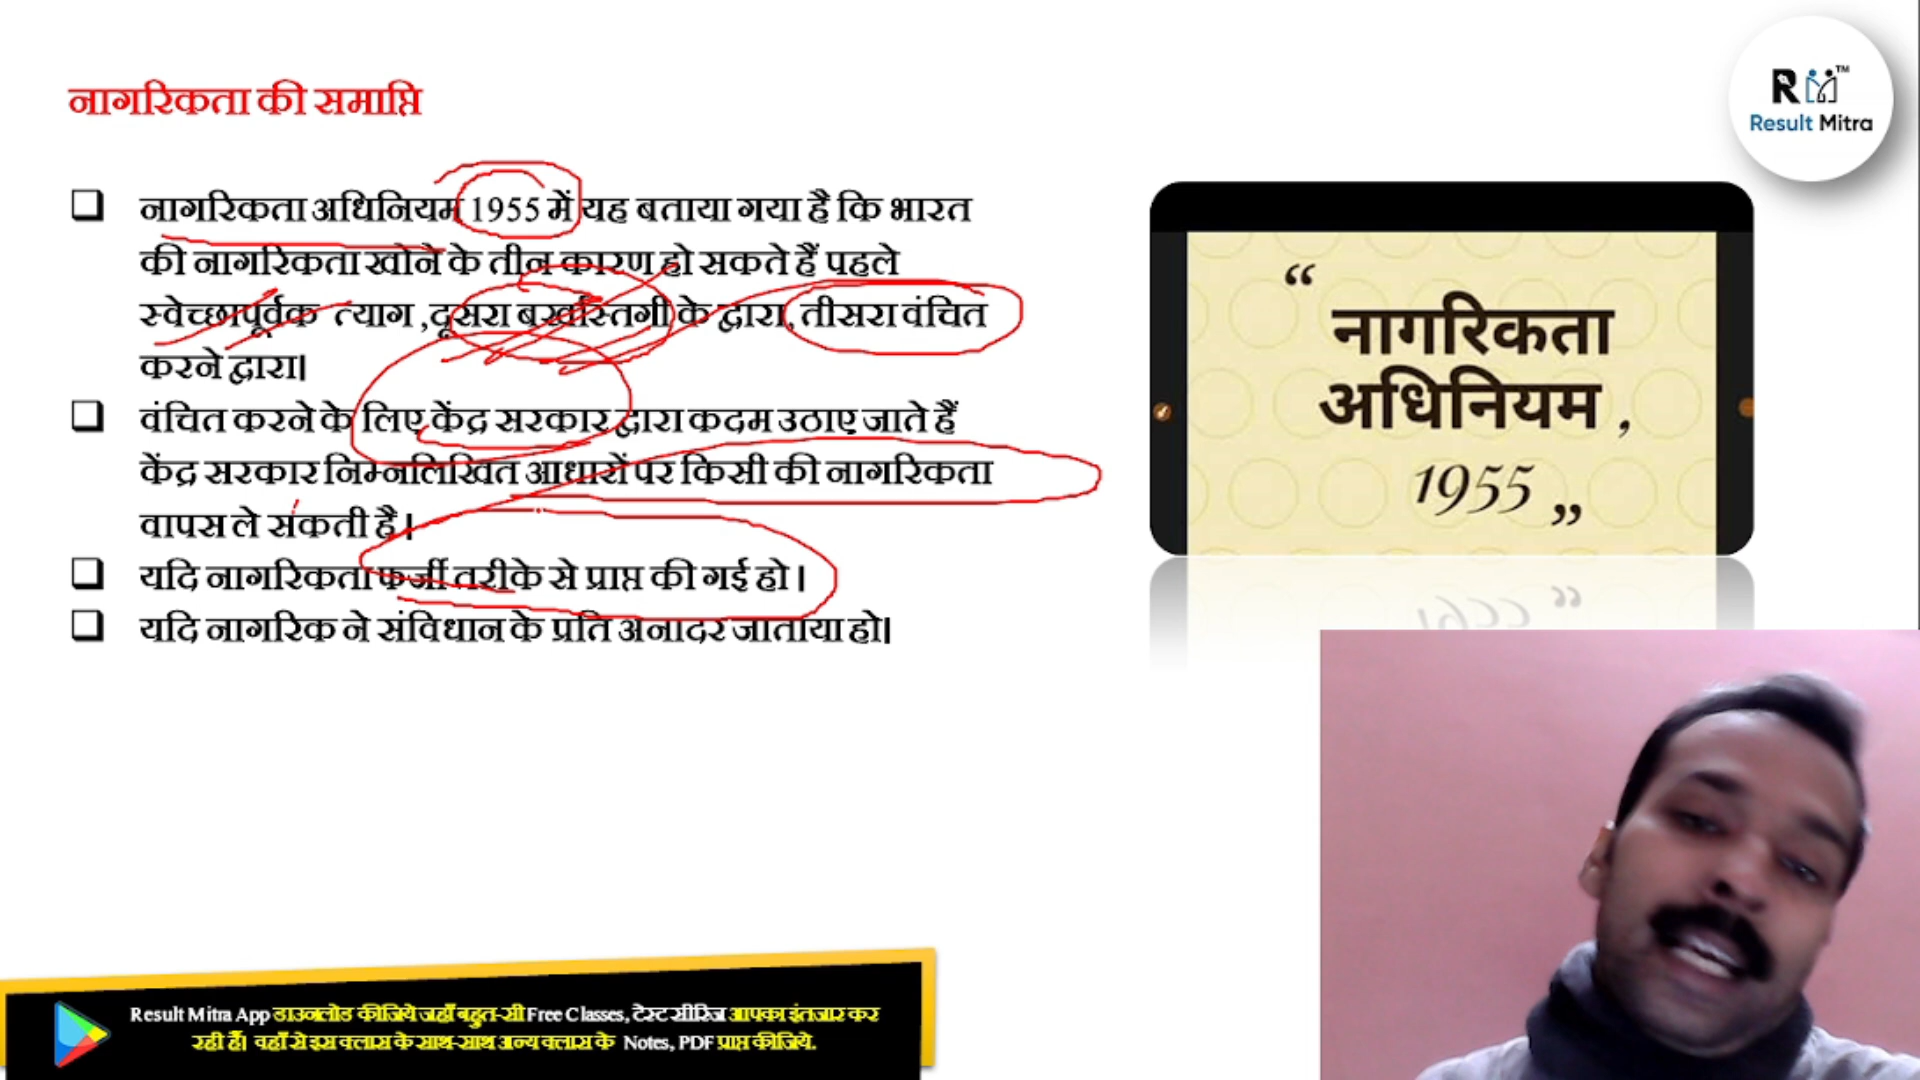 नागरिकता की समाप्ति
नागरिकता अधिनियम 1955 में यह बताया गया है कि भारत
की नागरिकता खोने के तीन कारण हो सकते हैं पहले
स्वेच्छापूर्वक त्याग ,दूसरा बर्खास्तगी के द्वारा, तीसरा वंचित
करने द्वारा।
वंचित करने के लिए केंद्र सरकार द्वारा कदम उठाए जाते हैं
केंद्र सरकार निम्नलिखित आधारों पर किसी की नागरिकता
वापस ले सकती है ।
यदि नागरिकता फर्जी तरीके से प्राप्त की गई हो ।
यदि नागरिक ने संविधान के प्रति अनादर जाताया हो।
RM™
Result Mitra
“
नागरिकता
अधिनियम ,
1955 ”
Result Mitra App डाउनलोड कीजिये जहाँ बहुत-सी Free Classes, टेस्ट सीरिज आपका इंतजार कर
रही हैं। वहाँ से इस क्लास के साथ-साथ अन्य क्लास के Notes, PDF प्राप्त कीजिये.